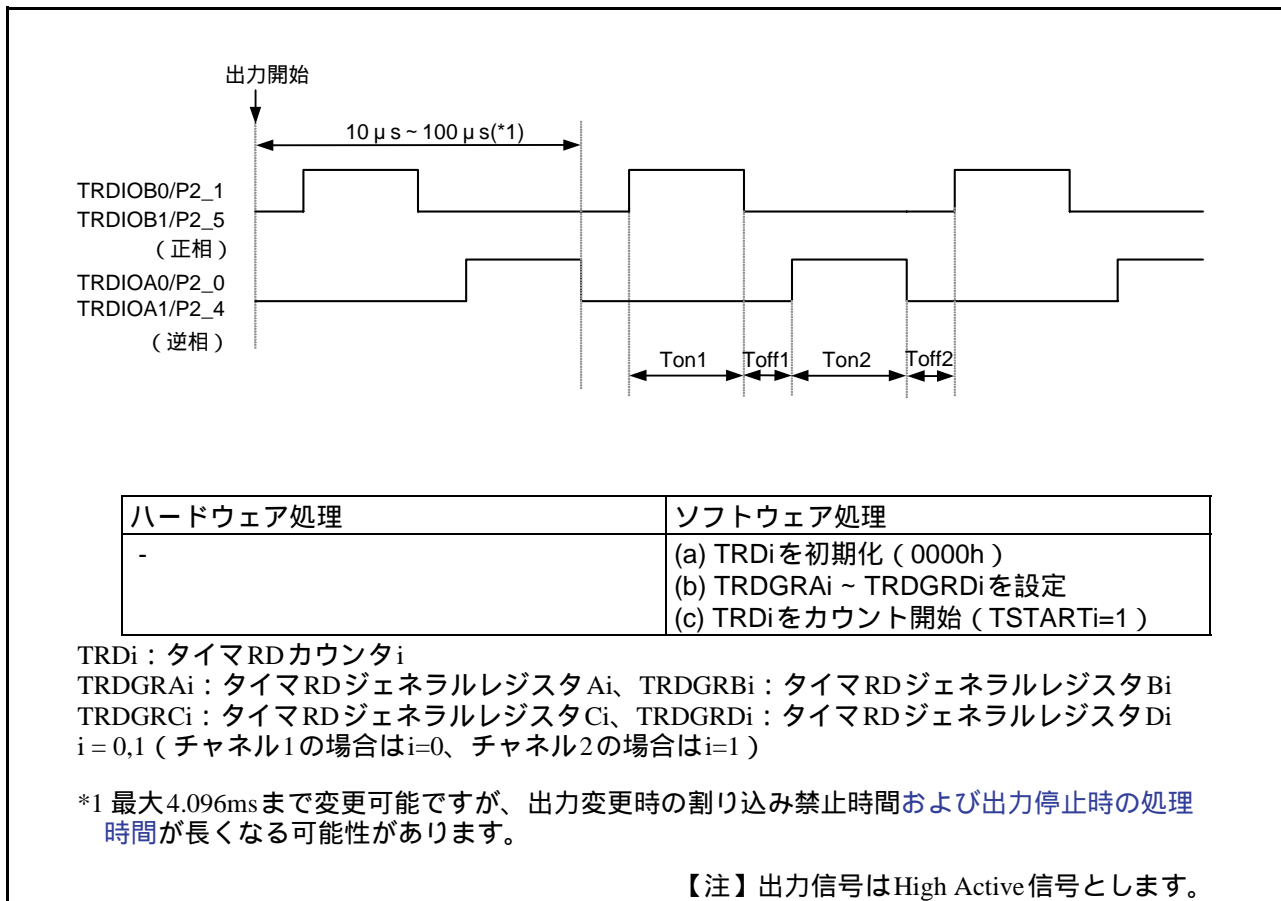 出力開始
10μs~100μs(*1)
TRDIOB0/P2_1
TRDIOB1/P2_5
(正相)
TRDIOA0/P2_0
TRDIOA1/P2_4
(逆相)
Ton1 Toff1 Ton2 Toff2
ハードウェア処理 ソフトウェア処理
- (a) TRDiを初期化(0000h)
(b) TRDGRAi~TRDGRDiを設定
(c) TRDiをカウント開始(TSTARTi=1)
TRDi:タイマRDカウンタi
TRDGRAi:タイマRDジェネラルレジスタAi、TRDGRBi:タイマRDジェネラルレジスタBi
TRDGRCi:タイマRDジェネラルレジスタCi、TRDGRDi:タイマRDジェネラルレジスタDi
i = 0,1(チャネル1の場合はi=0、チャネル2の場合はi=1)
*1 最大4.096msまで変更可能ですが、出力変更時の割り込み禁止時間および出力停止時の処理
時間が長くなる可能性があります。
【注】出力信号はHigh Active信号とします。